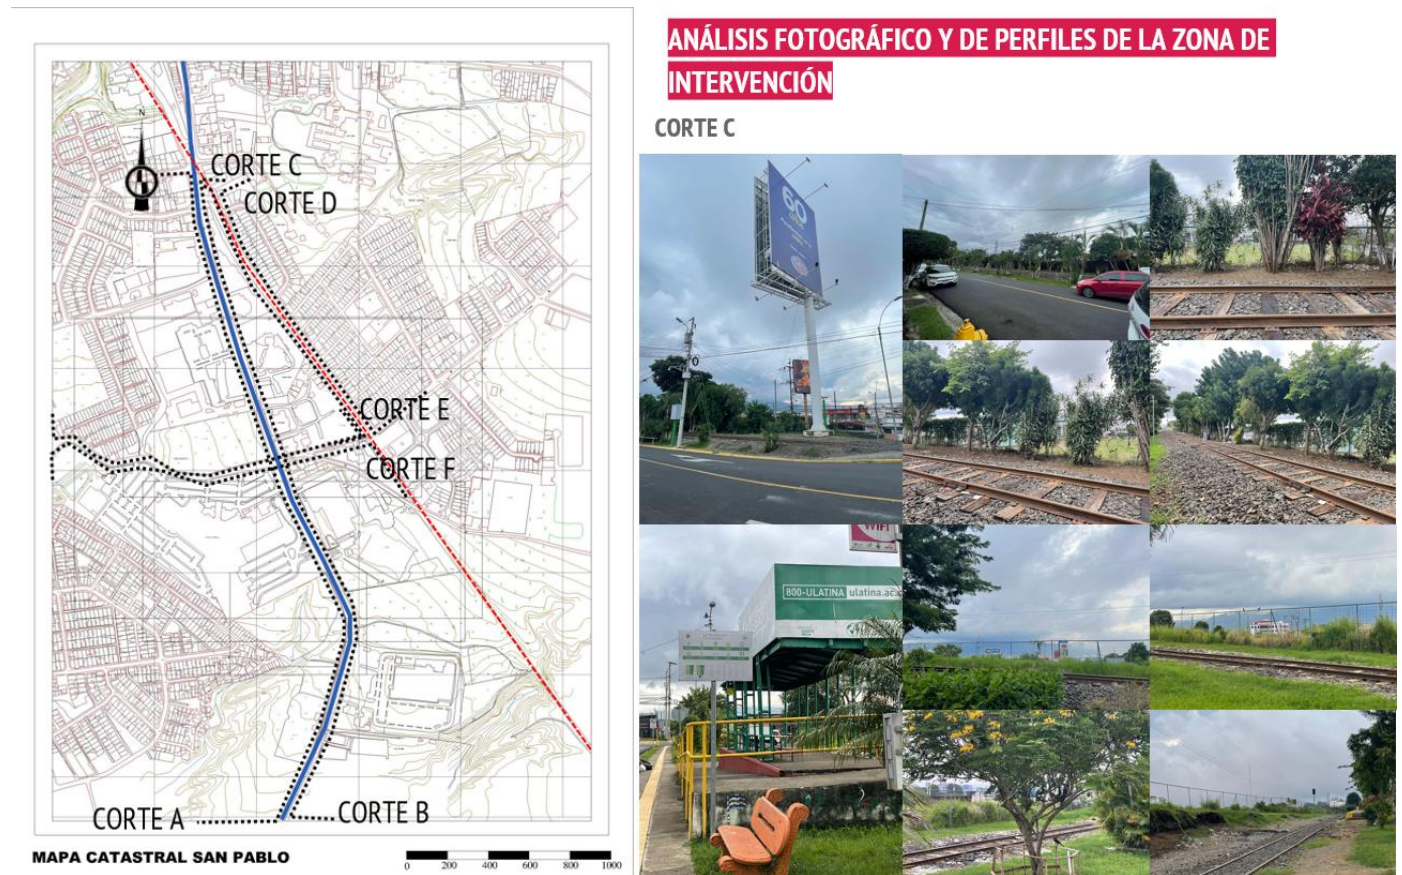 ANÁLISIS FOTOGRÁFICO Y DE PERFILES DE LA ZONA DE
INTERVENCIÓN
CORTE C
N
CORTE C
CORTE D
CORTE E
CORTE F
CORTE A
CORTE B
MAPA CATASTRAL SAN PABLO
0 200 400 600 800 1000
60
años
WIFI
800-ULATINA ulatina.ac.